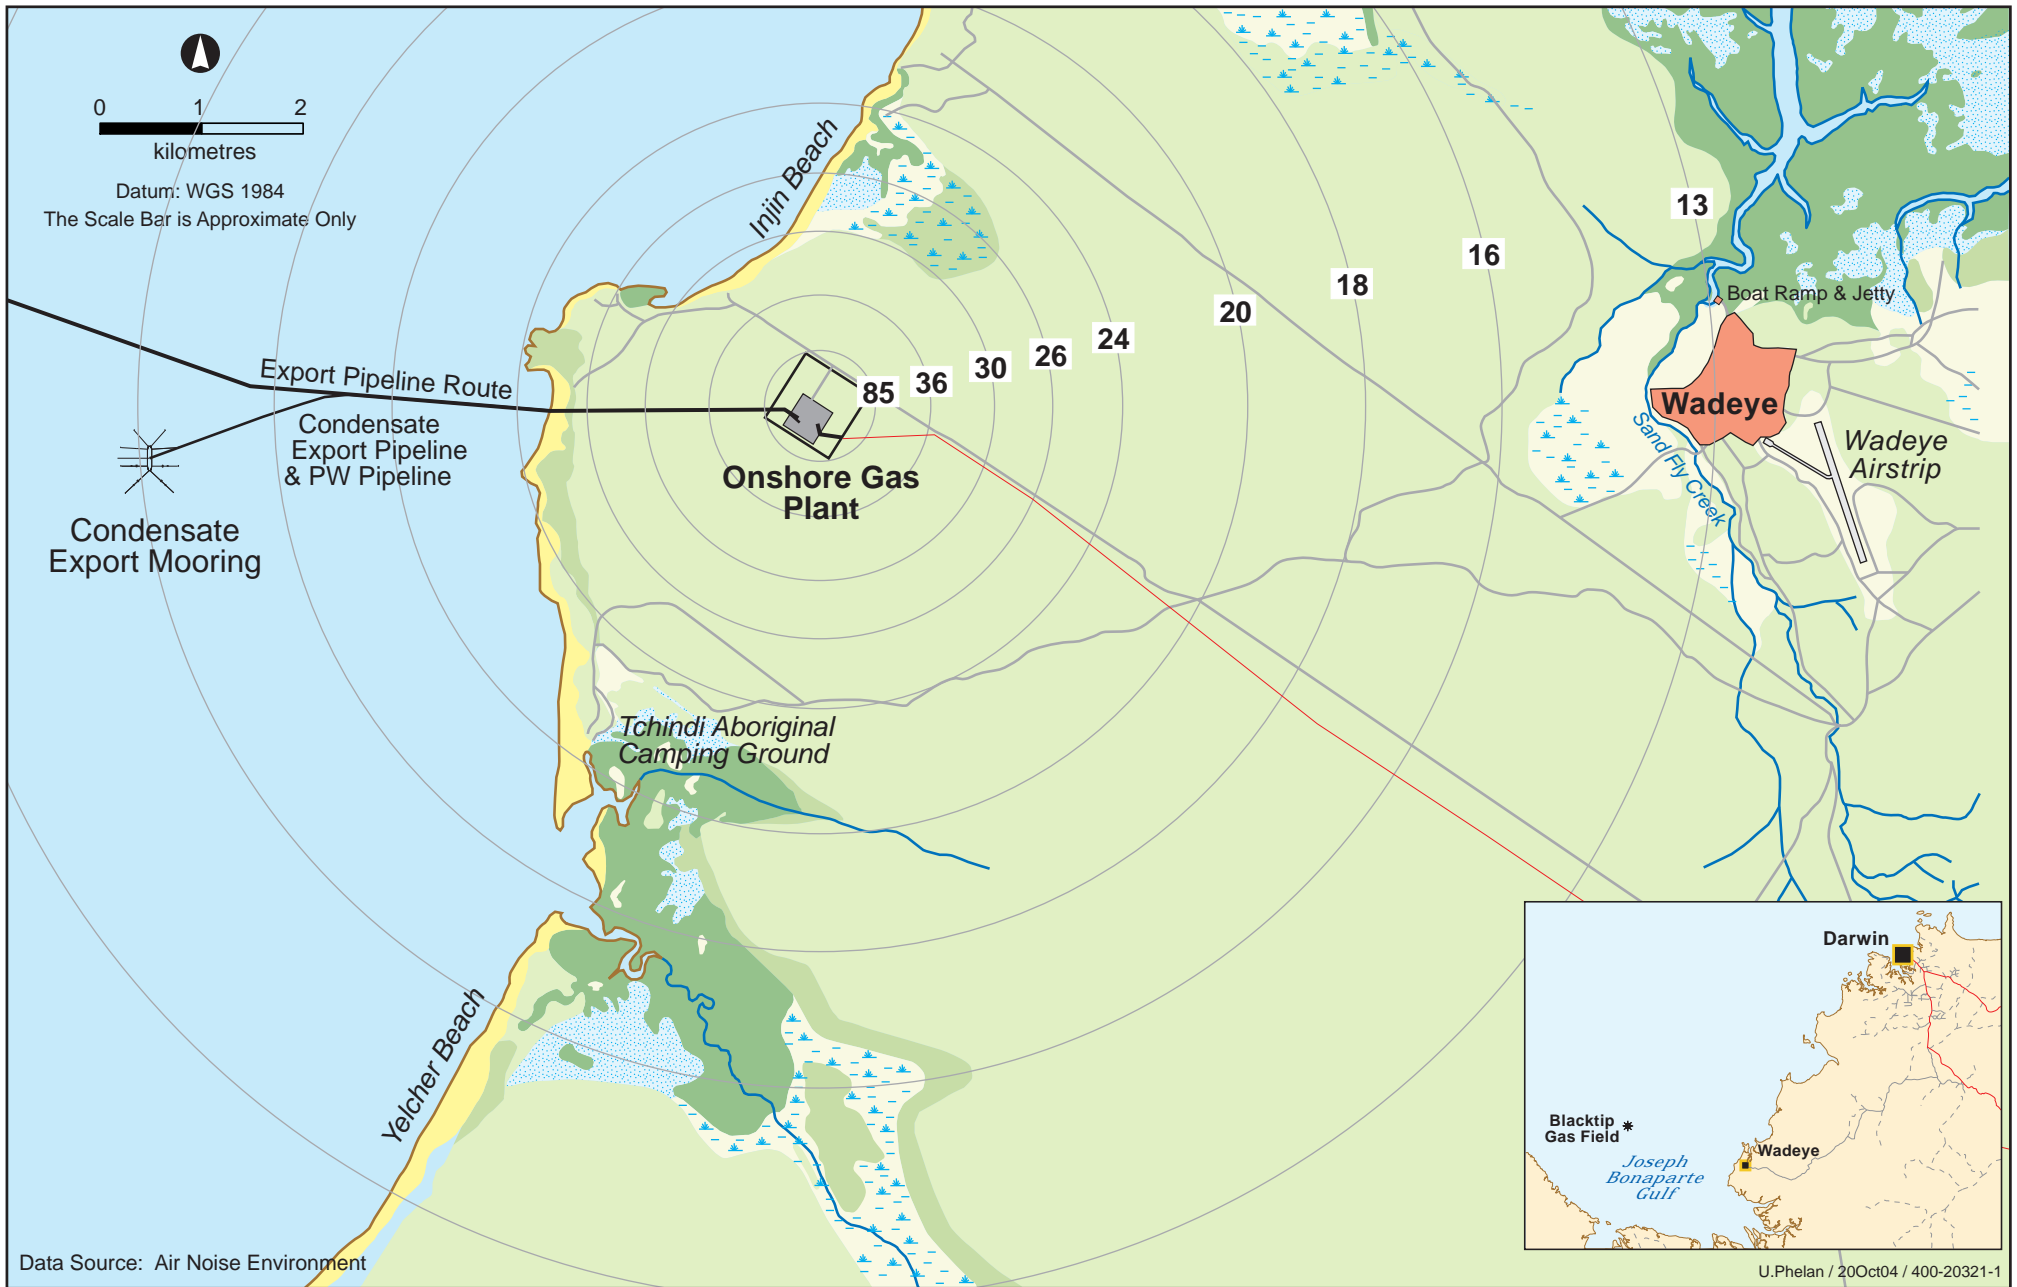 0 1 2
kilometres
Datum: WGS 1984
The Scale Bar is Approximate Only
Injin Beach
13
16
18
20
24
26
30
36
85
Boat Ramp & Jetty
Export Pipeline Route
Condensate
Export Pipeline
& PW Pipeline
Condensate
Export Mooring
Onshore Gas
Plant
Wadeye
Sand Fly Creek
Wadeye
Airstrip
Tchindi Aboriginal
Camping Ground
Yelcher Beach
Darwin
Blacktip
Gas Field
Wadeye
Joseph
Bonaparte
Gulf
Data Source: Air Noise Environment
U.Phelan / 20Oct04 / 400-20321-1